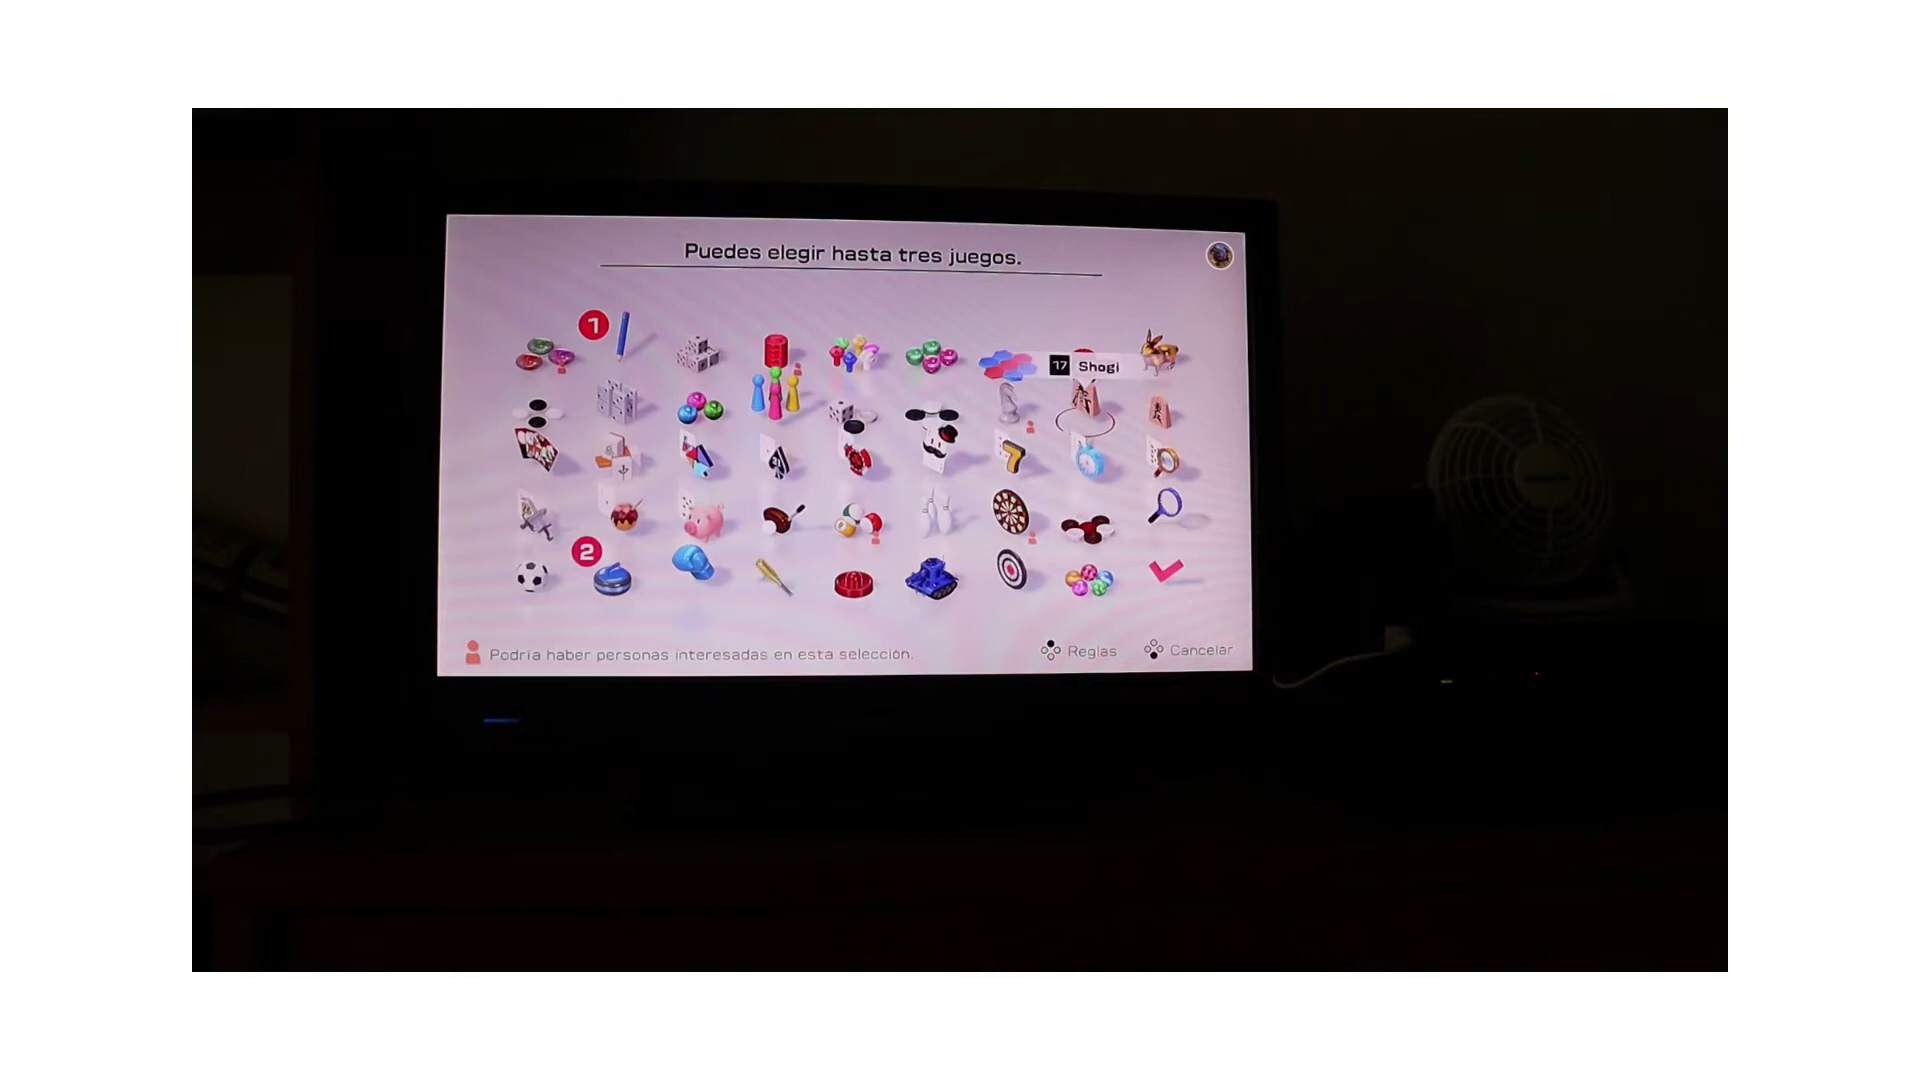 Puedes elegir hasta tres juegos.
1
17 Shogi
2
Podría haber personas interesadas en esta selección.
Reglas
Cancelar